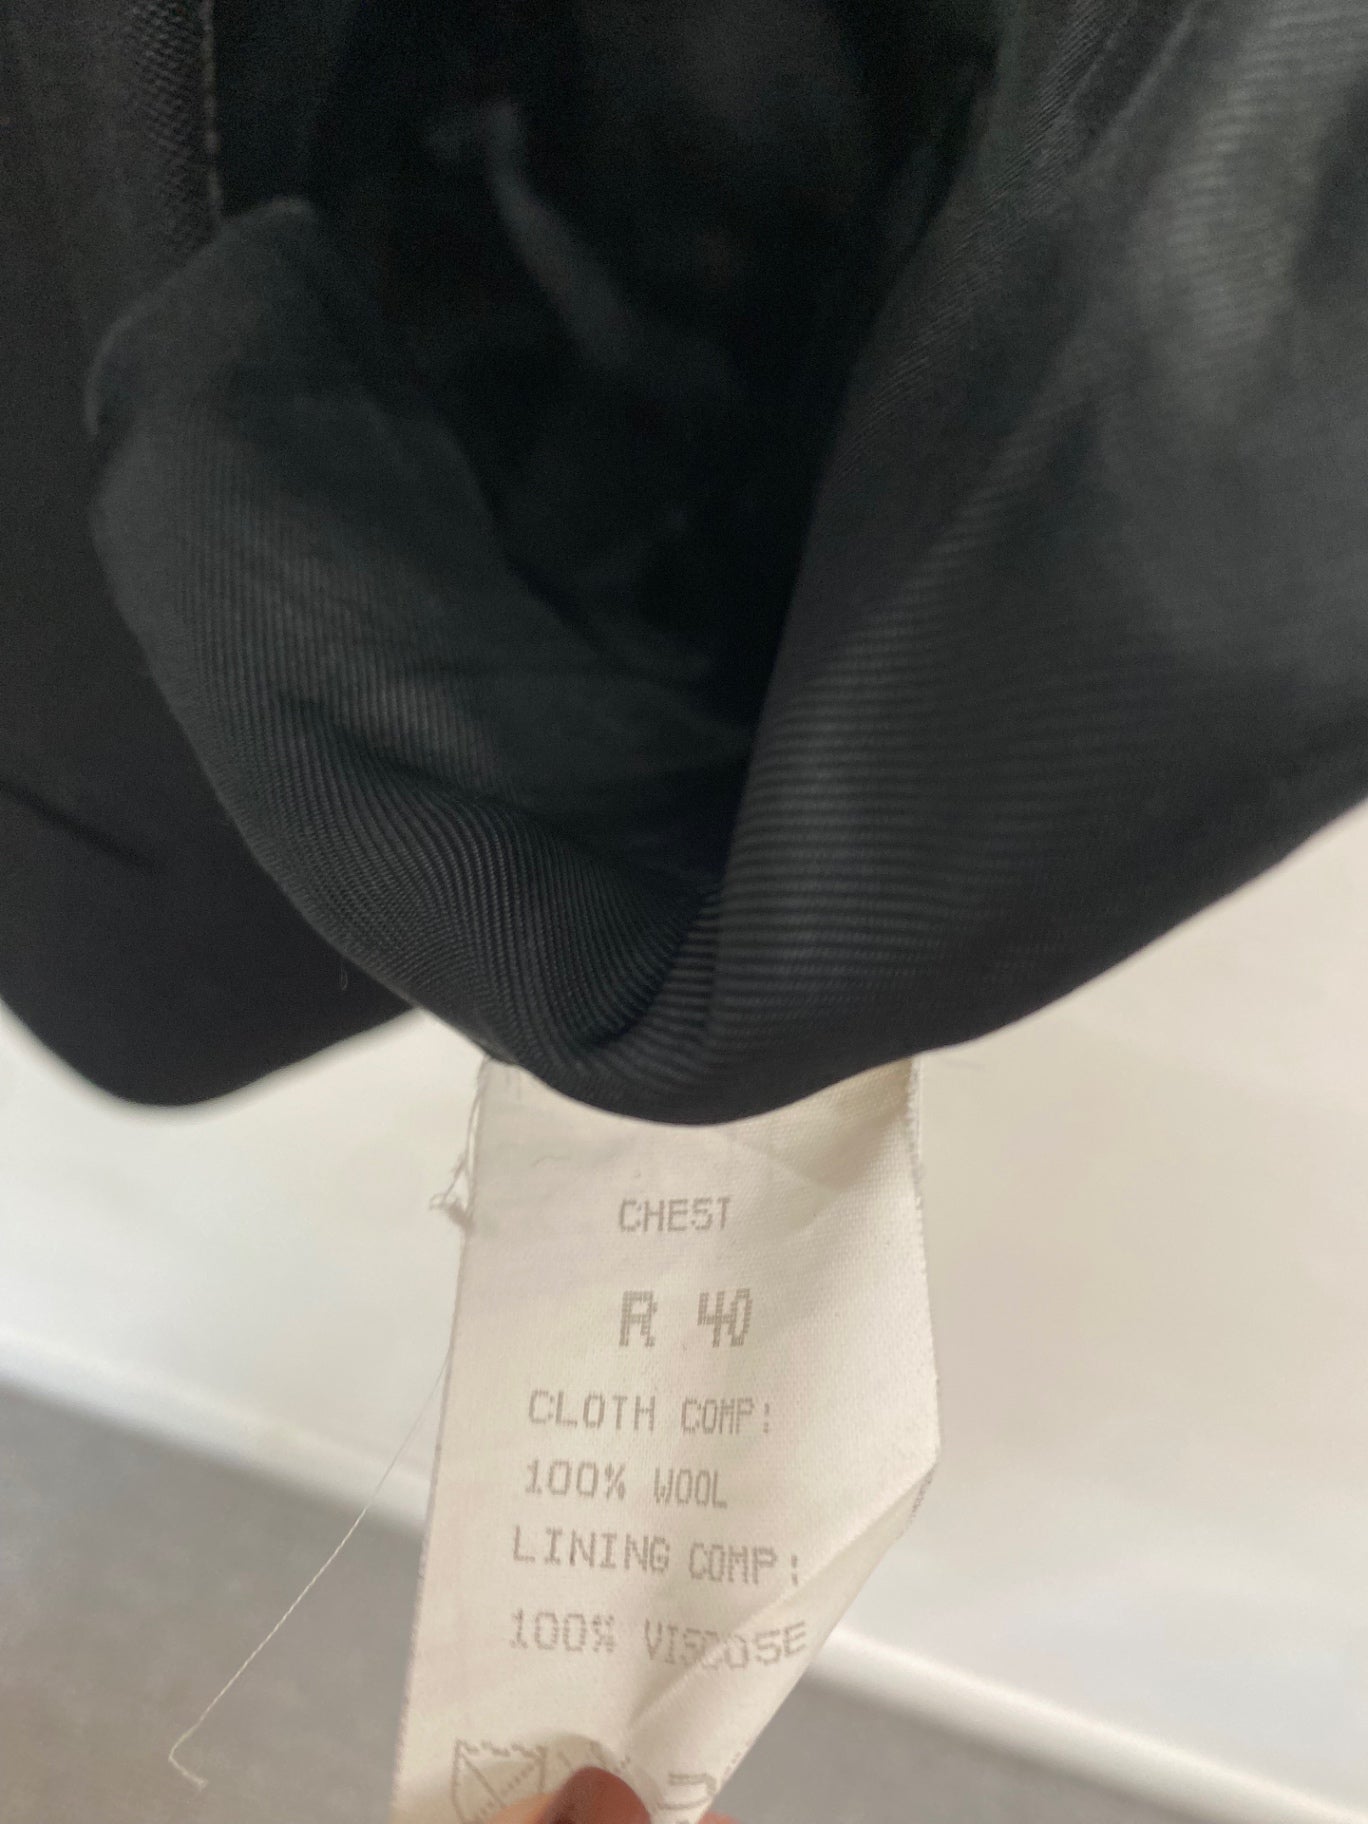 CHEST
R 40
CLOTH COMP:
100% WOOL
LINING COMP:
100% VISCOSE